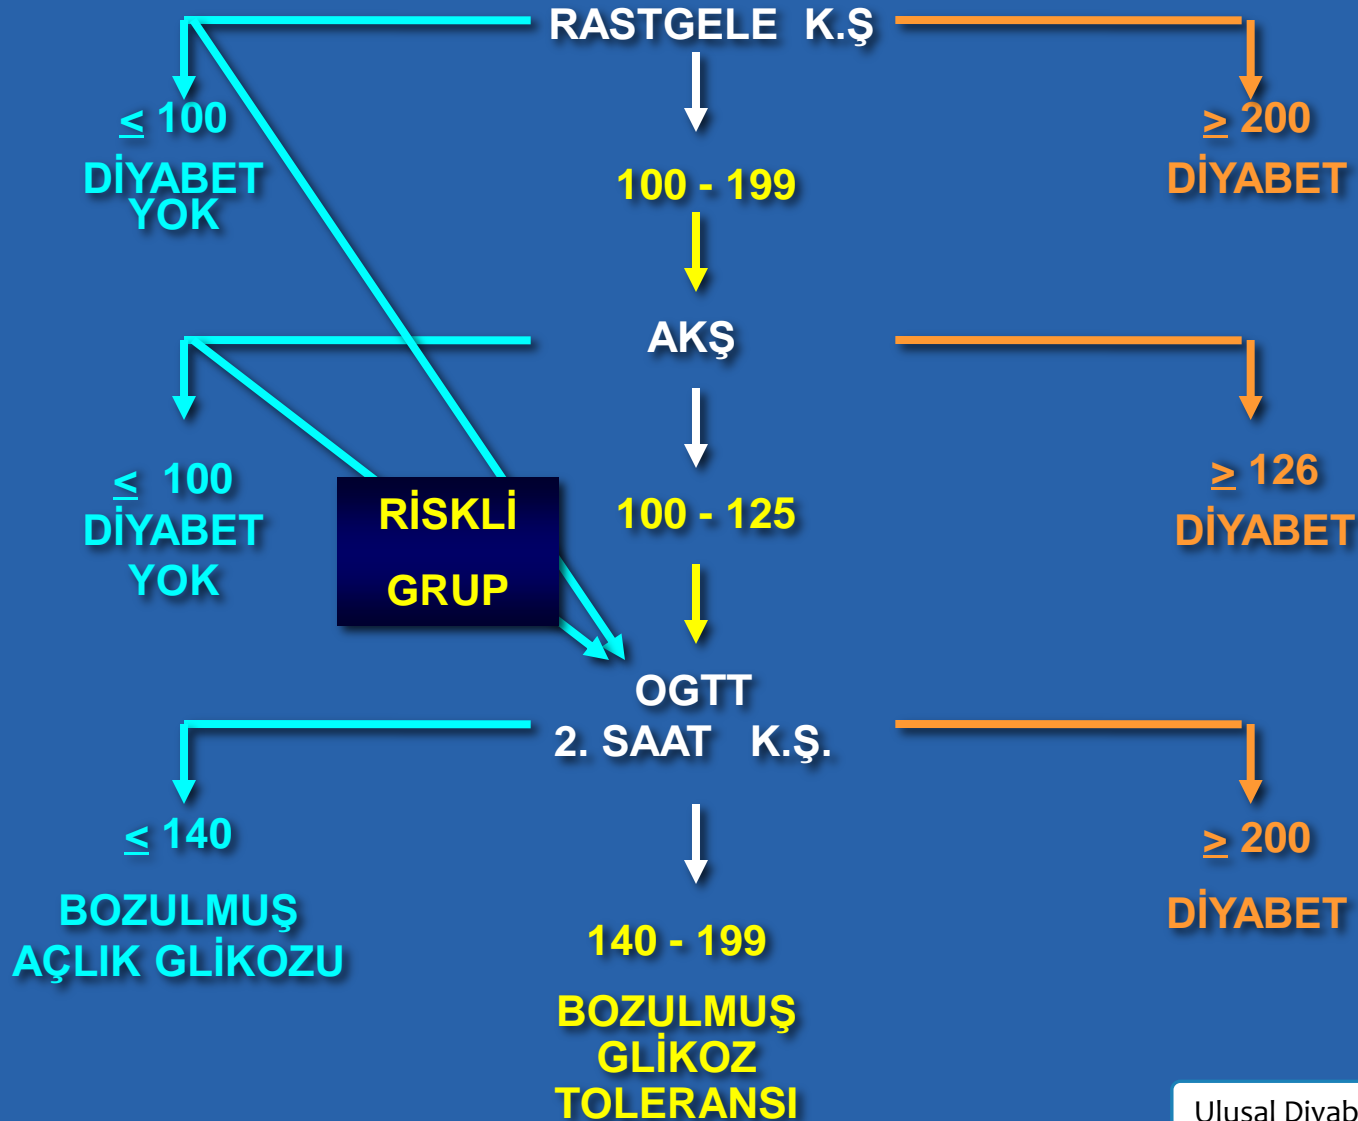 RASTGELE K.Ş
≤ 100
DİYABET
YOK
100 - 199
≥ 200
DİYABET
AKŞ
≤ 100
DİYABET
YOK
RİSKLİ
GRUP
100 - 125
≥ 126
DİYABET
OGTT
2. SAAT K.Ş.
≤ 140
BOZULMUŞ
AÇLIK GLİKOZU
140 - 199
BOZULMUŞ
GLİKOZ
TOLERANSI
≥ 200
DİYABET
Ulusal Diyab